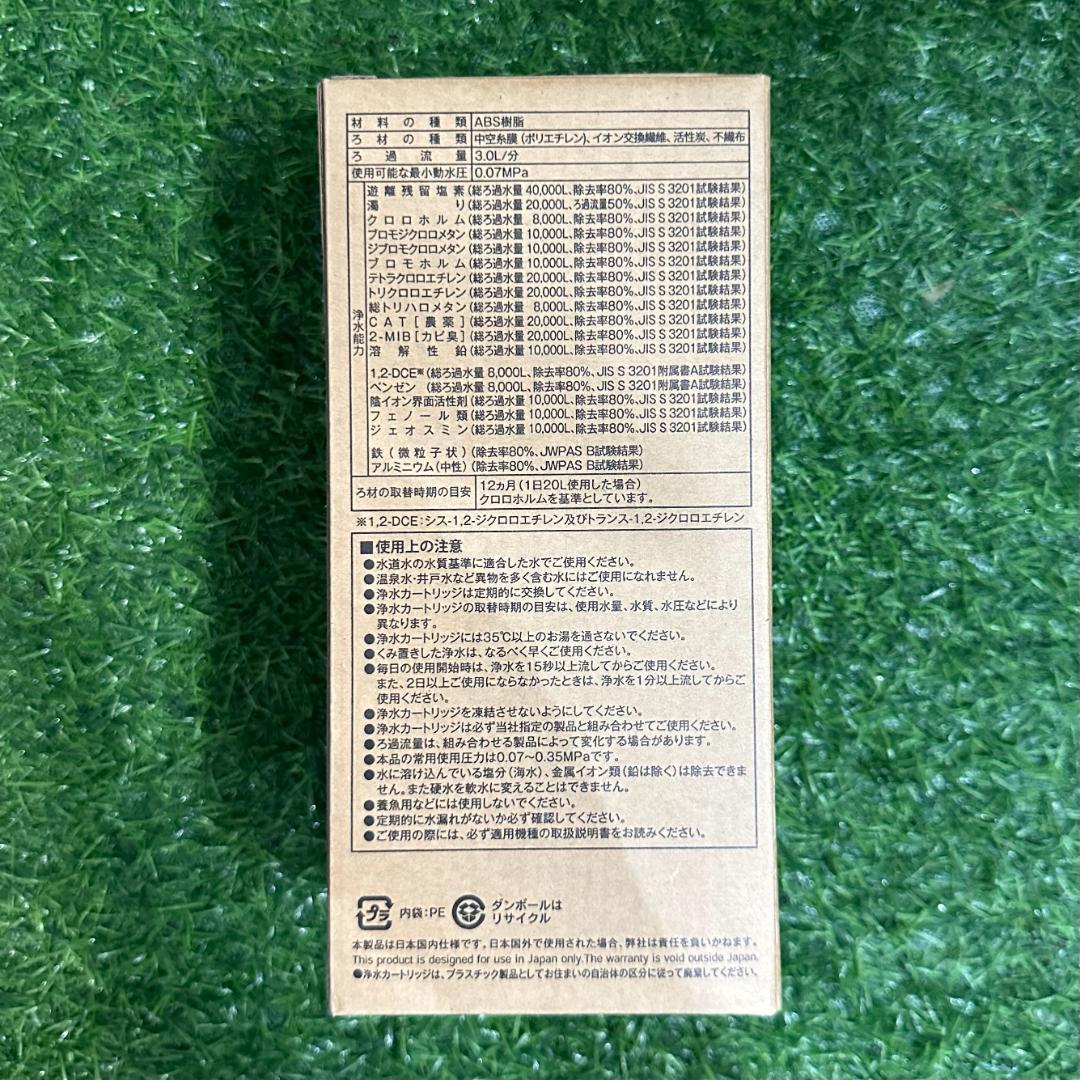 材料の種類 ABS樹脂
ろ材の種類 中空糸膜(ポリエチレン)、イオン交換繊維、活性炭、不織布
ろ過流量 3.0L/分
使用可能な最小動水圧 0.07MPa
浄水能力
遊離残留塩素(総ろ過水量 40,000L、除去率80%、JIS S 3201試験結果)
濁り(総ろ過水量 20,000L、ろ過流量50%、JIS S 3201試験結果)
クロロホルム(総ろ過水量 8,000L、除去率80%、JIS S 3201試験結果)
ブロモジクロロメタン(総ろ過水量 10,000L、除去率80%、JIS S 3201試験結果)
ジブロモクロロメタン(総ろ過水量 10,000L、除去率80%、JIS S 3201試験結果)
ブロモホルム(総ろ過水量 10,000L、除去率80%、JIS S 3201試験結果)
テトラクロロエチレン(総ろ過水量 20,000L、除去率80%、JIS S 3201試験結果)
トリクロロエチレン(総ろ過水量 20,000L、除去率80%、JIS S 3201試験結果)
総トリハロメタン(総ろ過水量 8,000L、除去率80%、JIS S 3201試験結果)
CAT[農薬](総ろ過水量 20,000L、除去率80%、JIS S 3201試験結果)
2-MIB[カビ臭](総ろ過水量 20,000L、除去率80%、JIS S 3201試験結果)
溶解性鉛(総ろ過水量 10,000L、除去率80%、JIS S 3201試験結果)
1,2-DCE※(総ろ過水量 8,000L、除去率80%、JIS S 3201附属書A試験結果)
ベンゼン(総ろ過水量 8,000L、除去率80%、JIS S 3201附属書A試験結果)
陰イオン界面活性剤(総ろ過水量 10,000L、除去率80%、JIS S 3201試験結果)
フェノール類(総ろ過水量 10,000L、除去率80%、JIS S 3201試験結果)
ジェオスミン(総ろ過水量 10,000L、除去率80%、JIS S 3201試験結果)
鉄(微粒子状)(除去率80%、JWPAS B試験結果)
アルミニウム(中性)(除去率80%、JWPAS B試験結果)
ろ材の取替時期の目安 12ヵ月(1日20L使用した場合)
クロロホルムを基準としています。
※1,2-DCE:シス-1,2-ジクロロエチレン及びトランス-1,2-ジクロロエチレン
■使用上の注意
●水道水の水質基準に適合した水でご使用ください。
●温泉水・井戸水など異物を多く含む水にはご使用になれません。
●浄水カートリッジは定期的に交換してください。
●浄水カートリッジの取替時期の目安は、使用水量、水質、水圧などにより
異なります。
●浄水カートリッジには35℃以上のお湯を通さないでください。
●くみ置きした浄水は、なるべく早くご使用ください。
●毎日の使用開始時は、浄水を15秒以上流してからご使用ください。
また、2日以上ご使用にならなかったときは、浄水を1分以上流してからご
使用ください。
●浄水カートリッジを凍結させないようにしてください。
●浄水カートリッジは必ず当社指定の製品と組み合わせてご使用ください。
●ろ過流量は、組み合わせる製品によって変化する場合があります。
●本品の常用使用圧力は0.07〜0.35MPaです。
●水に溶け込んでいる塩分(海水)、金属イオン類(鉛は除く)は除去できま
せん。また硬水を軟水に変えることはできません。
●養魚用などには使用しないでください。
●定期的に水漏れがないか必ず確認してください。
●ご使用の際には、必ず適用機種の取扱説明書をお読みください。
プラ 内袋:PE ダンボールは
リサイクル
本製品は日本国内仕様です。日本国外で使用された場合、弊社は責任を負いかねます。
This product is designed for use in Japan only.The warranty is void outside Japan.
●浄水カートリッジは、プラスチック製品としてお住まいの自治体の区分に従って廃棄してください。